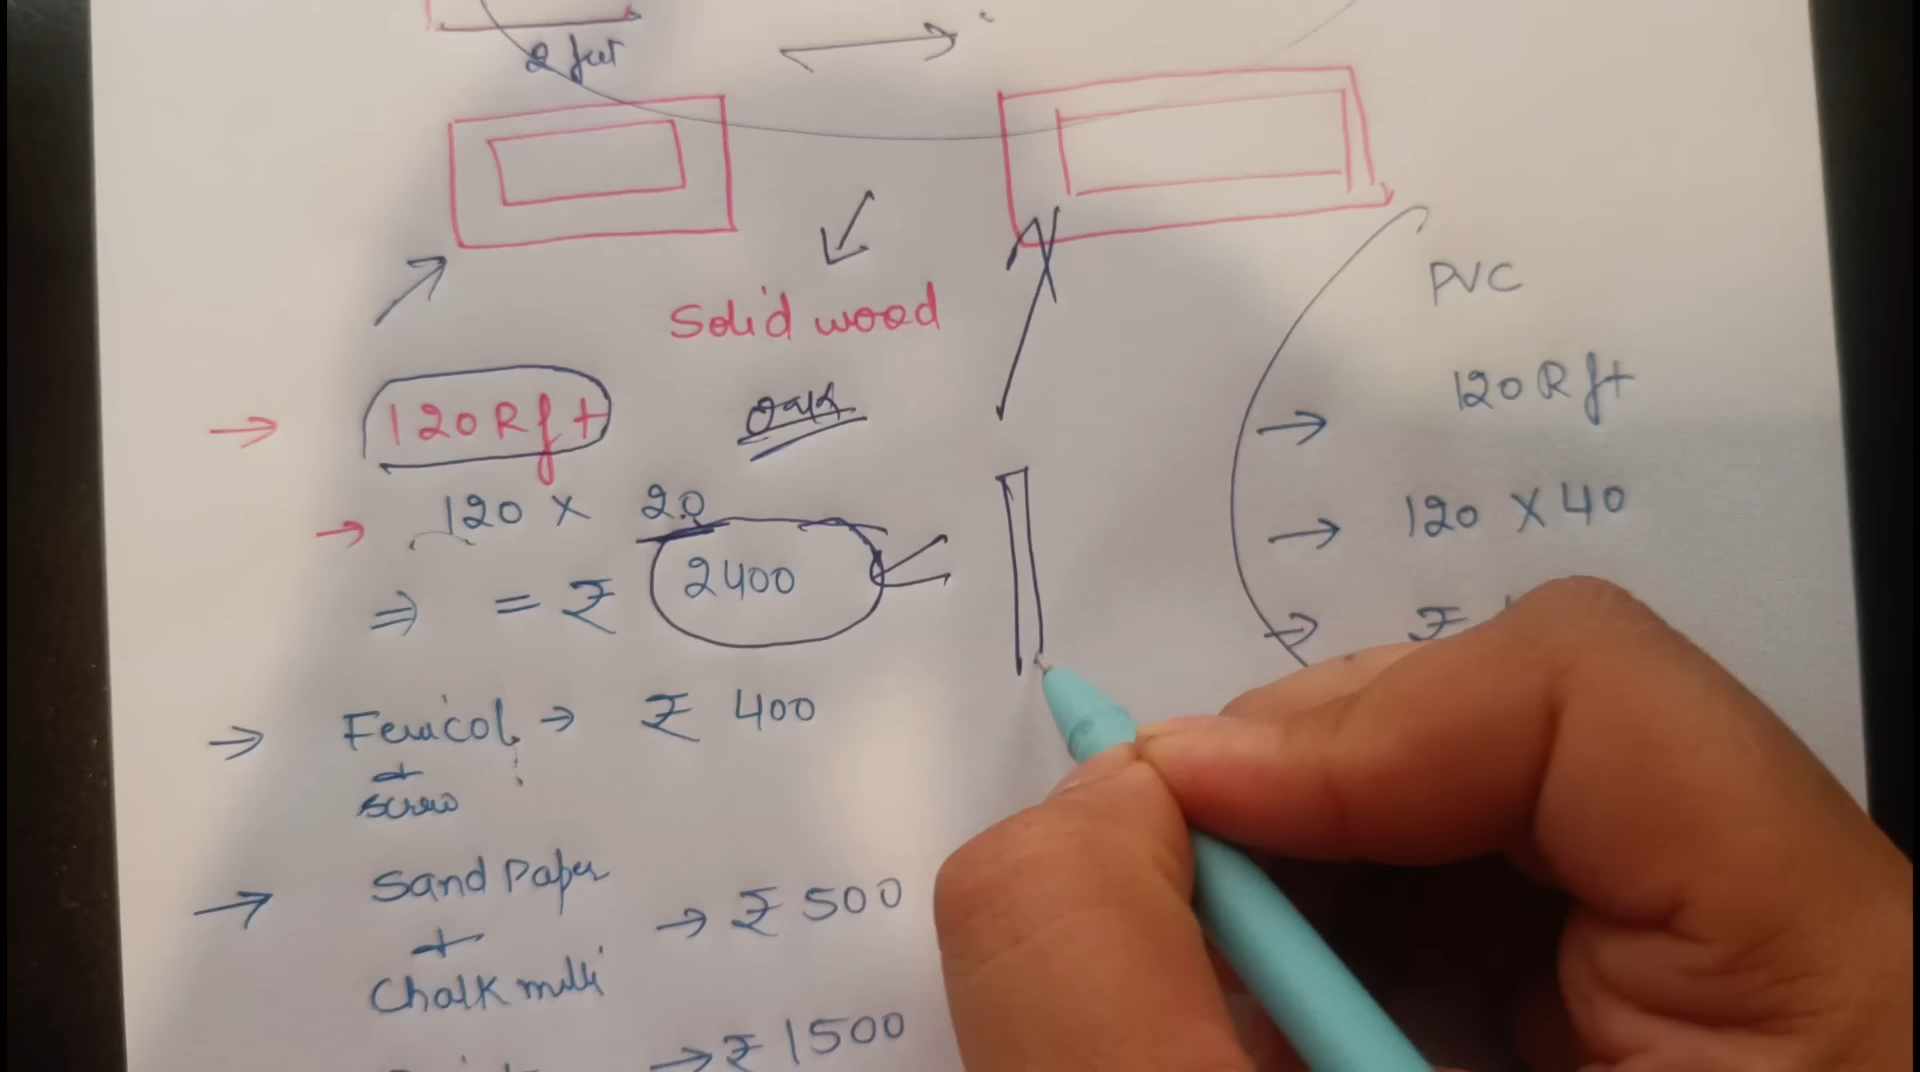 2 feet
Solid wood
PVC
→ 120 Rft
Oak
→ 120 Rft
→ 120 x 20
→ 120 X 40
⇒ = ₹ 2400
→ ₹
→ Fevicol → ₹ 400
+
screw
→ Sand Paper
+
→ ₹ 500
Chalk mitti
→ ₹ 1500